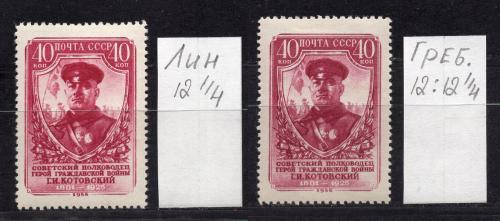 40 ПОЧТА СССР 40
КОП КОП
СОВЕТСКИЙ ПОЛКОВОДЕЦ
ГЕРОЙ ГРАЖДАНСКОЙ ВОЙНЫ
Г.И.КОТОВСКИЙ
1881–1925
1956
Лин
12 1/4
40 ПОЧТА СССР 40
КОП КОП
СОВЕТСКИЙ ПОЛКОВОДЕЦ
ГЕРОЙ ГРАЖДАНСКОЙ ВОЙНЫ
Г.И.КОТОВСКИЙ
1881–1925
1956
ГРЕБ.
12:12 1/4